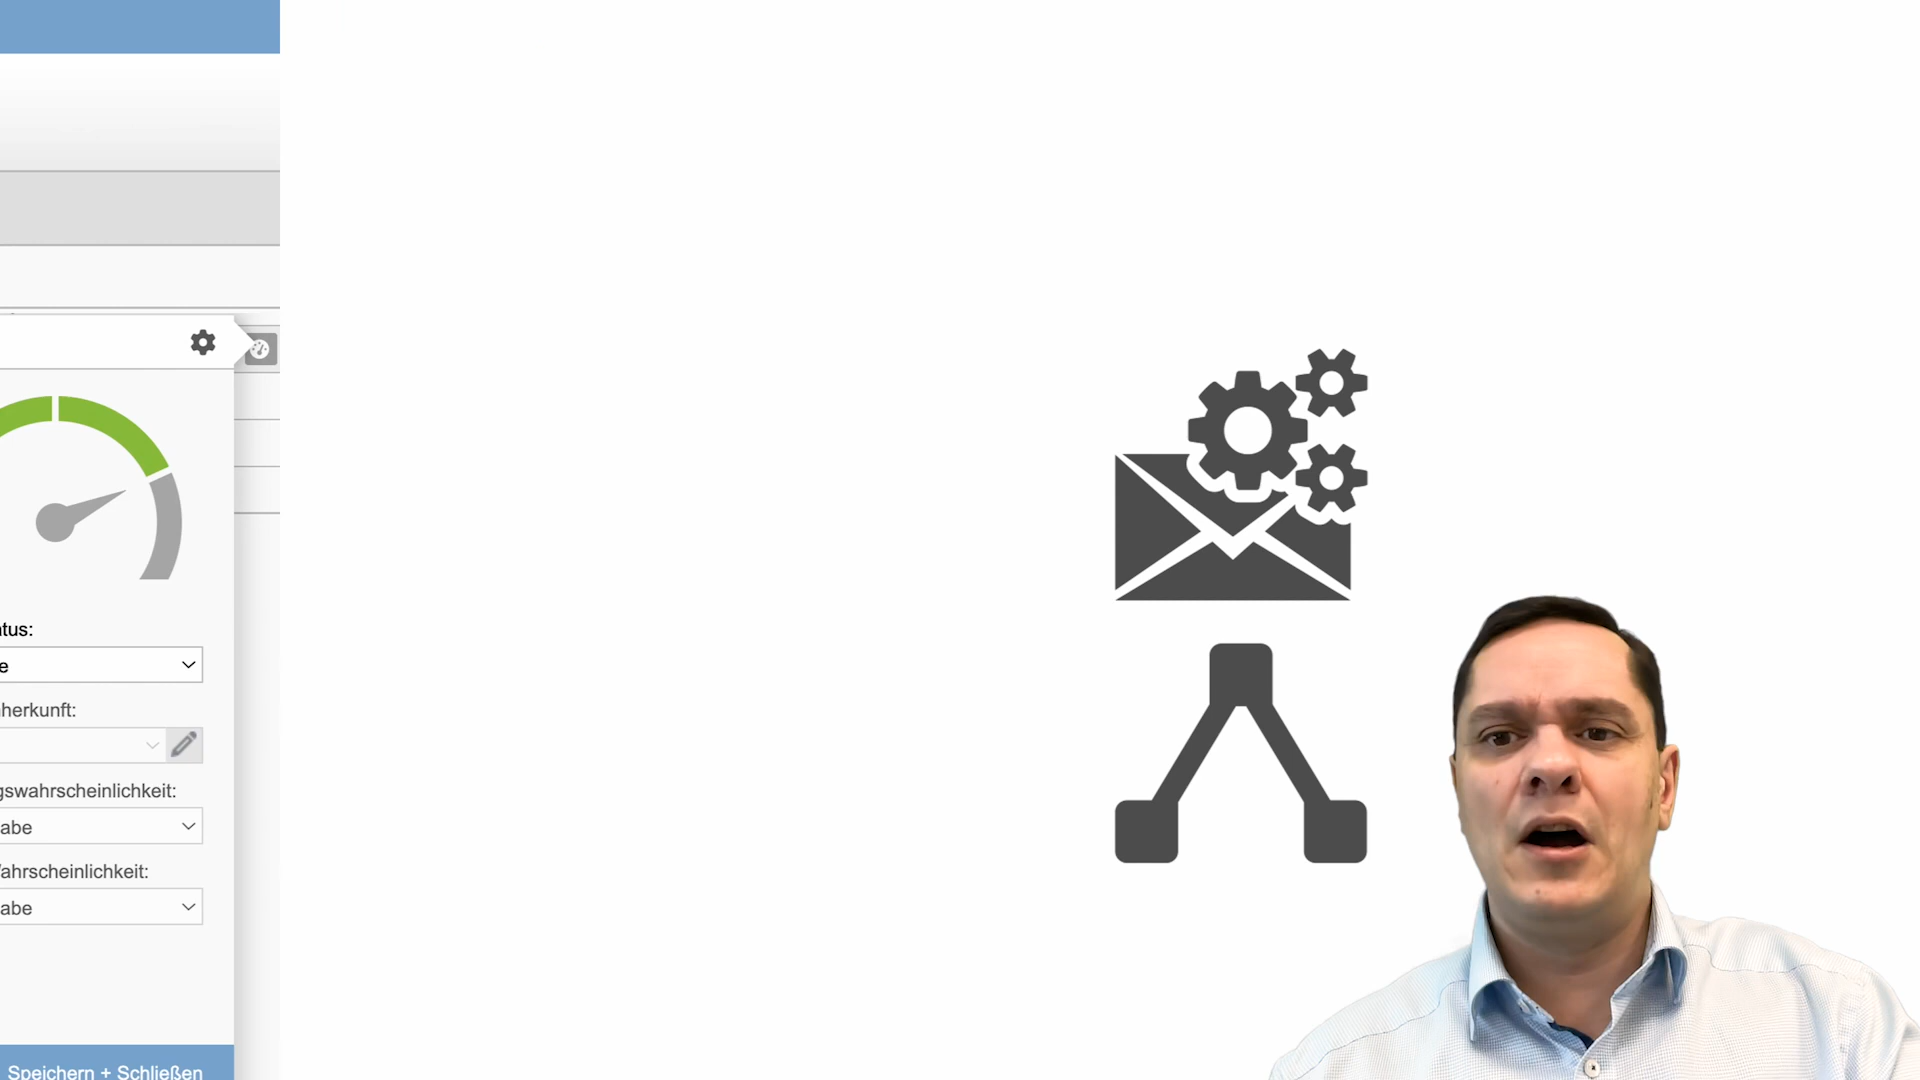 tus:
e
herkunft:
gswahrscheinlichkeit:
abe
ahrscheinlichkeit:
abe
Speichern + Schließen